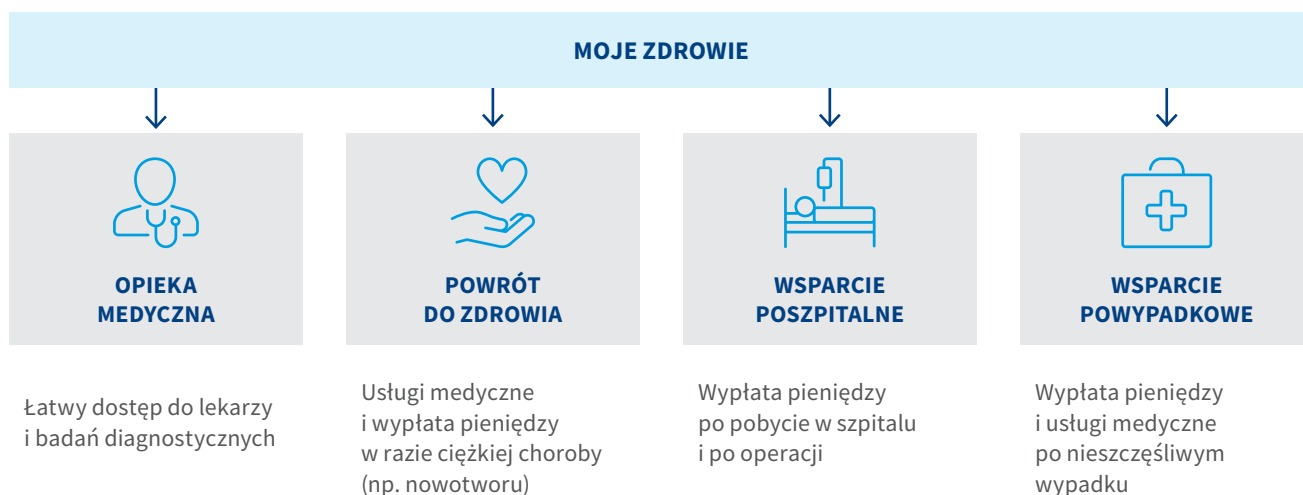 MOJE ZDROWIE
OPIEKA
MEDYCZNA
Łatwy dostęp do lekarzy
i badań diagnostycznych
POWRÓT
DO ZDROWIA
Usługi medyczne
i wypłata pieniędzy
w razie ciężkiej choroby
(np. nowotworu)
WSPARCIE
POSZPITALNE
Wypłata pieniędzy
po pobycie w szpitalu
i po operacji
WSPARCIE
POWYPADKOWE
Wypłata pieniędzy
i usługi medyczne
po nieszczęśliwym
wypadku